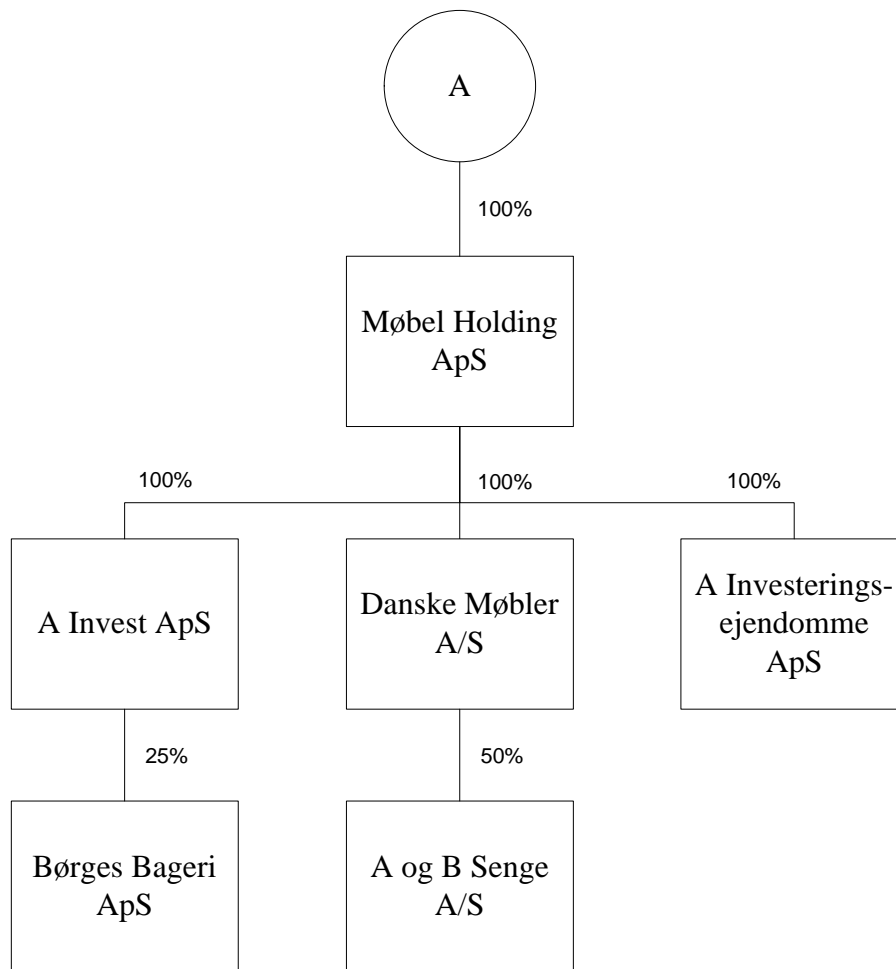 A
100%
Møbel Holding
ApS
100%
100%
100%
A Invest ApS
Danske Møbler
A/S
A Investerings-
ejendomme
ApS
25%
50%
Børges Bageri
ApS
A og B Senge
A/S